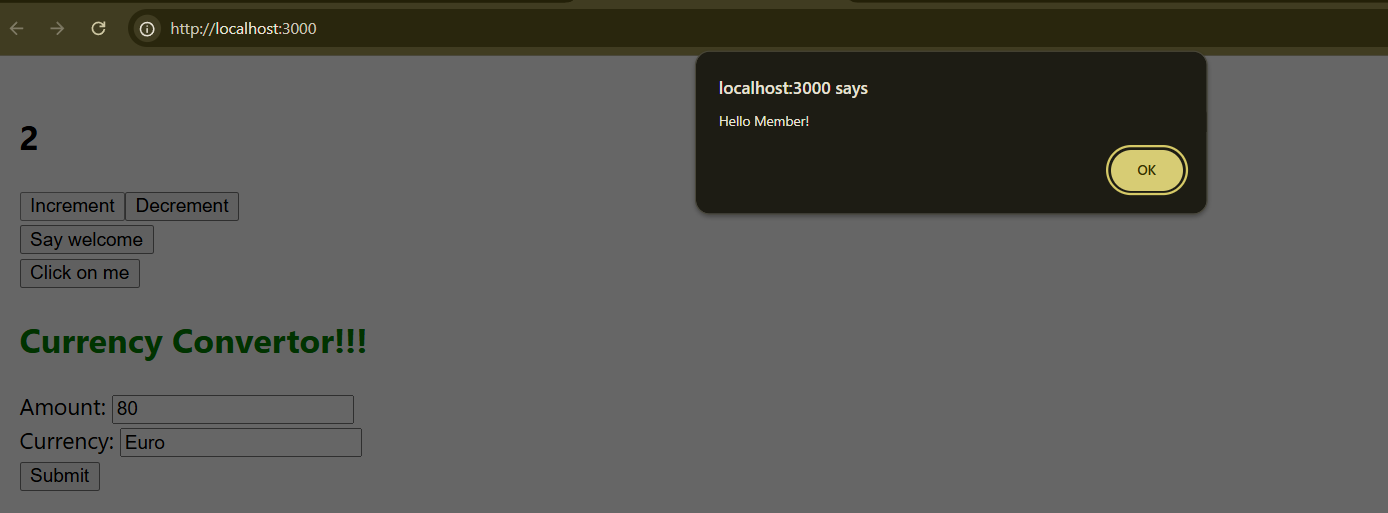 http://localhost:3000
localhost:3000 says
Hello Member!
OK
2
Increment Decrement
Say welcome
Click on me
Currency Convertor!!!
Amount: 80
Currency: Euro
Submit